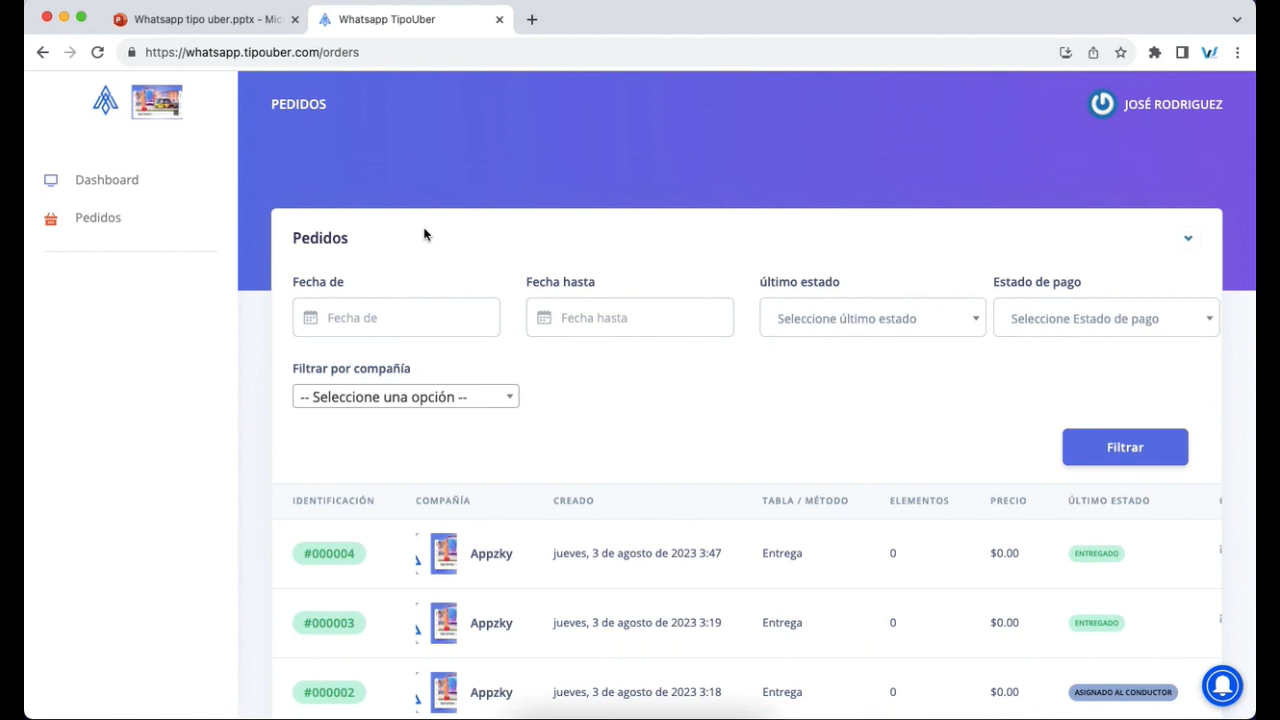 Whatsapp tipo uber.pptx - Mic
Whatsapp TipoUber
https://whatsapp.tipouber.com/orders
PEDIDOS
JOSÉ RODRIGUEZ
Dashboard
Pedidos
Pedidos
Fecha de
Fecha hasta
último estado
Estado de pago
Fecha de
Fecha hasta
Seleccione último estado
Seleccione Estado de pago
Filtrar por compañía
-- Seleccione una opción --
Filtrar
IDENTIFICACIÓN COMPAÑÍA CREADO TABLA / MÉTODO ELEMENTOS PRECIO ÚLTIMO ESTADO
#000004 Appzky jueves, 3 de agosto de 2023 3:47 Entrega 0 $0.00 ENTREGADO
#000003 Appzky jueves, 3 de agosto de 2023 3:19 Entrega 0 $0.00 ENTREGADO
#000002 Appzky jueves, 3 de agosto de 2023 3:18 Entrega 0 $0.00 ASIGNADO AL CONDUCTOR